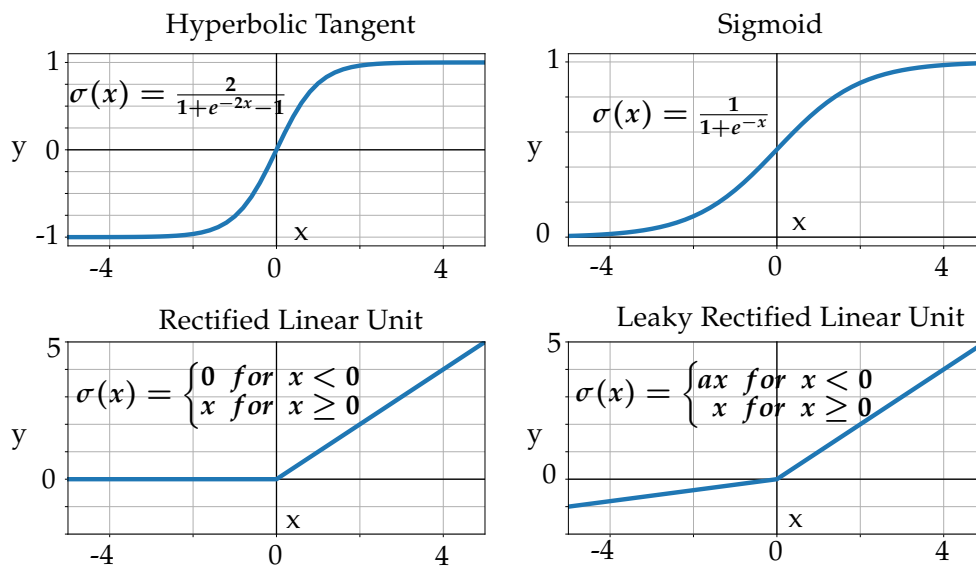 Hyperbolic Tangent
1
σ(x) = 2/(1+e^{-2x}-1)
y
0
-1
x
-4 0 4
Sigmoid
1
σ(x) = 1/(1+e^{-x})
y
0
x
-4 0 4
Rectified Linear Unit
5
σ(x) = {0 for x < 0
x for x ≥ 0
y
0
x
-4 0 4
Leaky Rectified Linear Unit
5
σ(x) = {ax for x < 0
x for x ≥ 0
y
0
x
-4 0 4